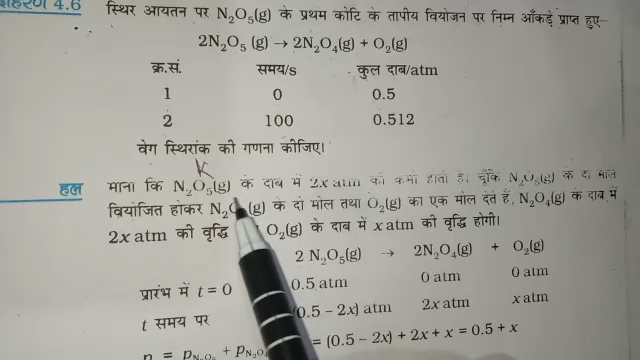 उदाहरण 4.6
स्थिर आयतन पर N₂O₅(g) के प्रथम कोटि के तापीय वियोजन पर निम्न आँकड़े प्राप्त हुए–
2N₂O₅ (g) → 2N₂O₄(g) + O₂(g)
क्र.सं. समय/s कुल दाब/atm
1 0 0.5
2 100 0.512
वेग स्थिरांक की गणना कीजिए।
K
हल
माना कि N₂O₅(g) के दाब में 2x atm की कमी होती है। चूँकि N₂O₅(g) के दो मोल
वियोजित होकर (g) के दो मोल तथा O₂(g) का एक मोल देते हैं, N₂O₄(g) के दाब में
2x atm की वृद्धि O₂(g) के दाब में x atm की वृद्धि होगी।
2 N₂O₅(g) → 2N₂O₄(g) + O₂(g)
प्रारंभ में t = 0 0.5 atm 0 atm 0 atm
t समय पर (0.5 – 2x) atm 2x atm x atm
= (0.5 – 2x) + 2x + x = 0.5 + x